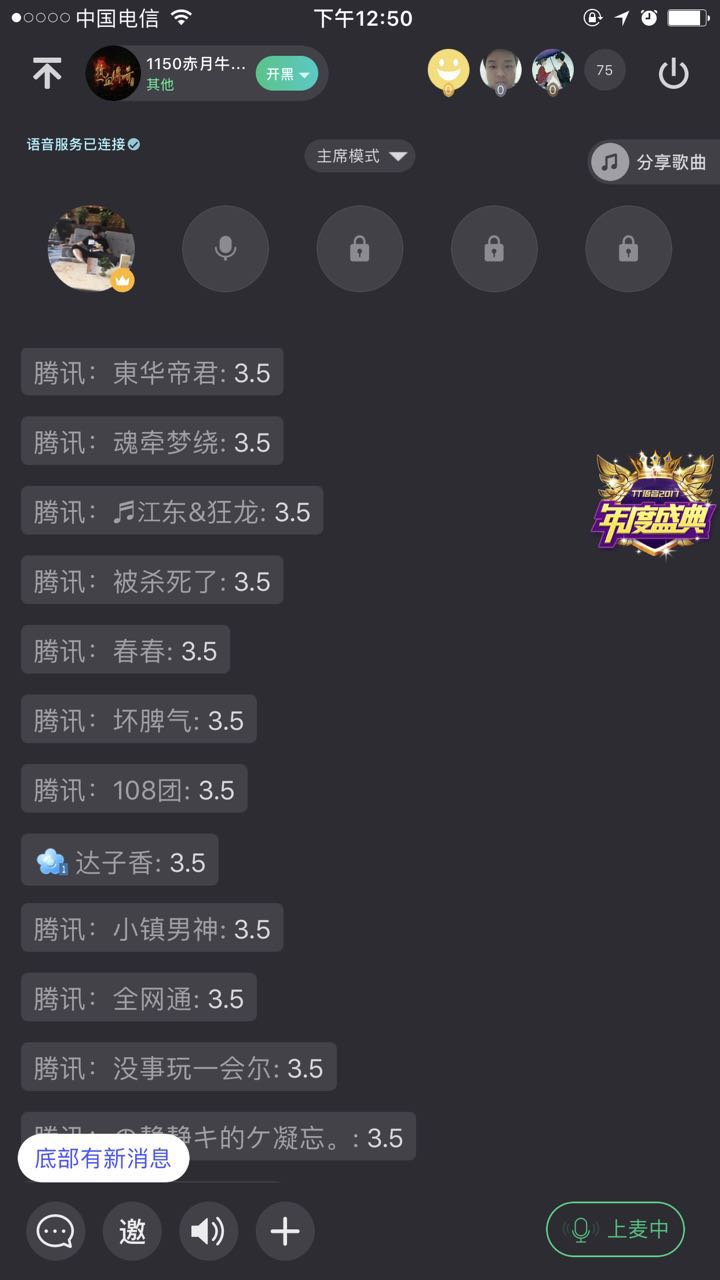 中国电信
下午12:50
1150赤月牛…
其他
开黑
0
0
0
75
语音服务已连接
主席模式
分享歌曲
腾讯：東华帝君: 3.5
腾讯：魂牵梦绕: 3.5
腾讯：♬江东&狂龙: 3.5
TT语音2017
年度盛典
腾讯：被杀死了: 3.5
腾讯：春春: 3.5
腾讯：坏脾气: 3.5
腾讯：108团: 3.5
1
达子香: 3.5
腾讯：小镇男神: 3.5
腾讯：全网通: 3.5
腾讯：没事玩一会尔: 3.5
静キ的ケ凝忘。: 3.5
底部有新消息
邀
上麦中